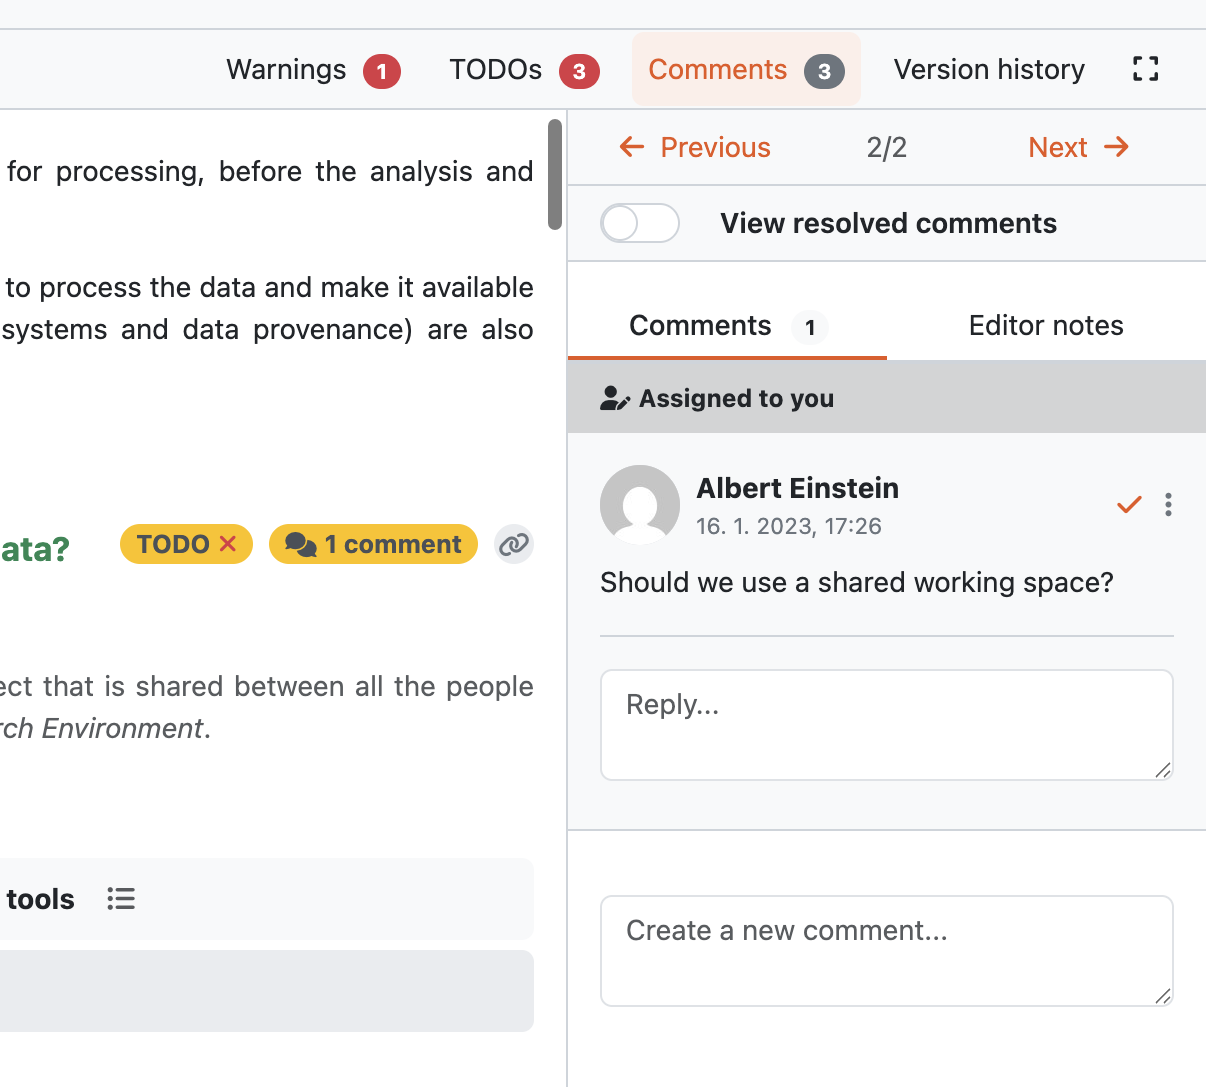 Warnings 1 TODOs 3 Comments 3 Version history
Previous 2/2 Next
View resolved comments
Comments 1 Editor notes
Assigned to you
Albert Einstein
16. 1. 2023, 17:26
Should we use a shared working space?
Reply...
Create a new comment...
for processing, before the analysis and
to process the data and make it available
systems and data provenance) are also
ata? TODO 1 comment
ect that is shared between all the people
rch Environment.
tools